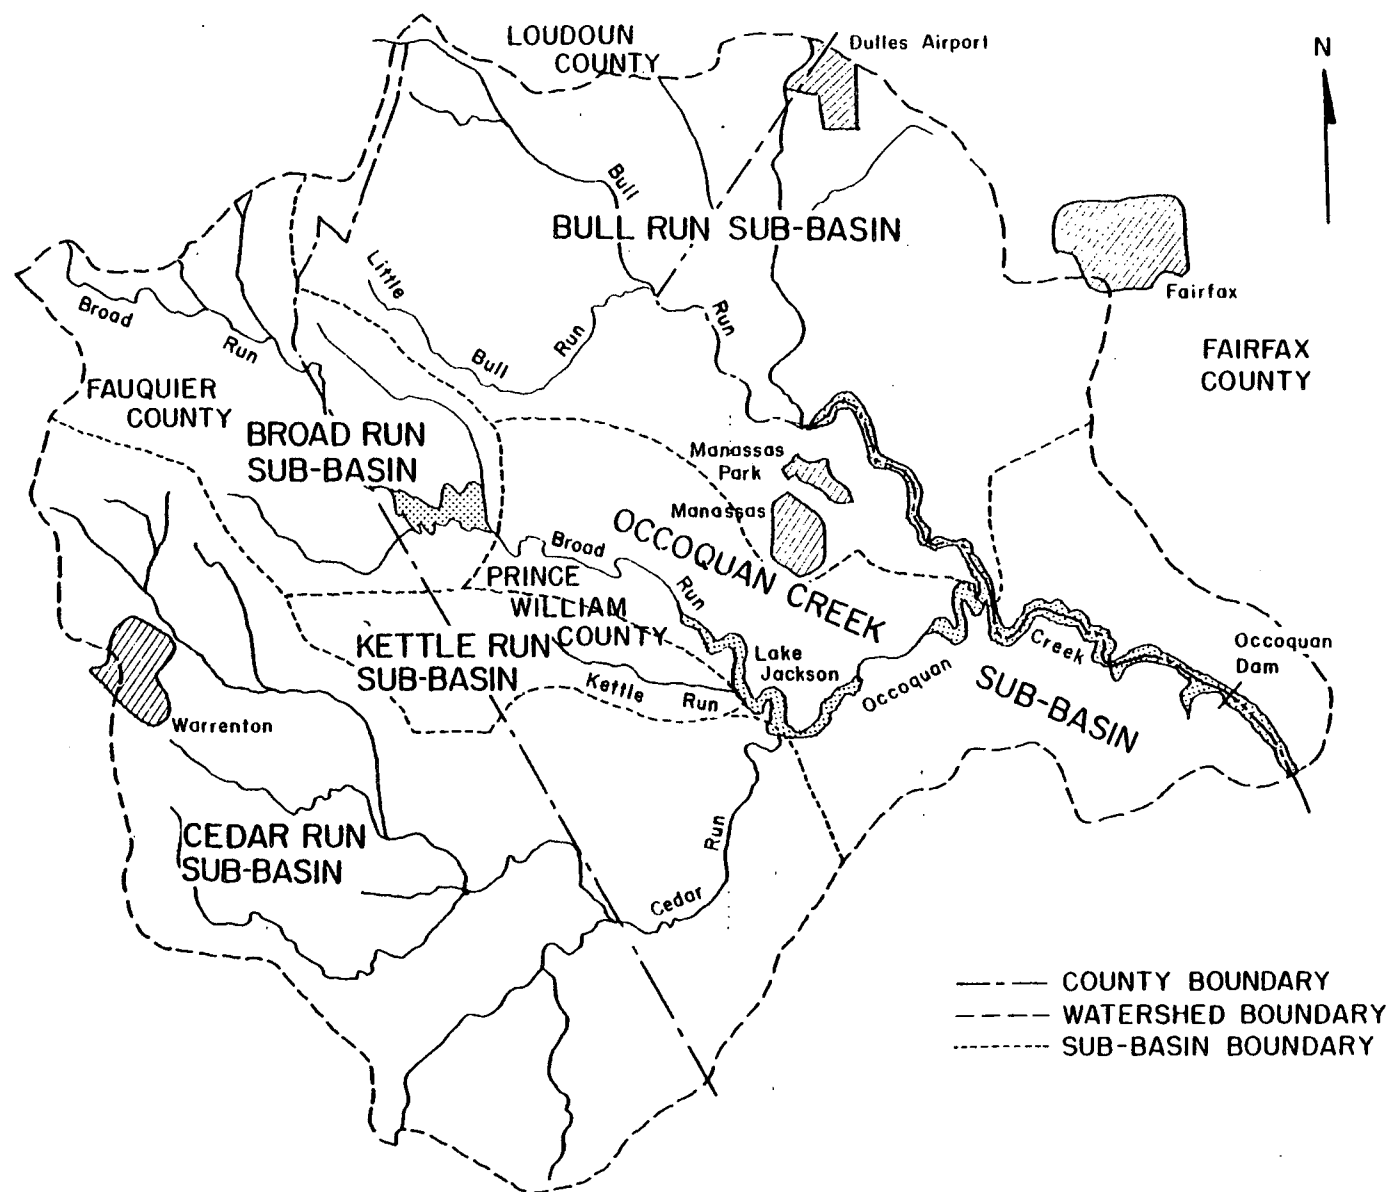 LOUDOUN
COUNTY
Dulles Airport
N
Bull
BULL RUN SUB-BASIN
Little
Bull
Run
Run
Broad
Run
Fairfax
FAIRFAX
COUNTY
FAUQUIER
COUNTY
BROAD RUN
SUB-BASIN
Manassas
Park
Manassas
OCCOQUAN CREEK
SUB-BASIN
Broad
Run
PRINCE
WILLIAM
COUNTY
KETTLE RUN
SUB-BASIN
Kettle
Run
Lake
Jackson
Occoquan
Creek
Occoquan
Dam
Warrenton
CEDAR RUN
SUB-BASIN
Cedar
Run
COUNTY BOUNDARY
WATERSHED BOUNDARY
SUB-BASIN BOUNDARY